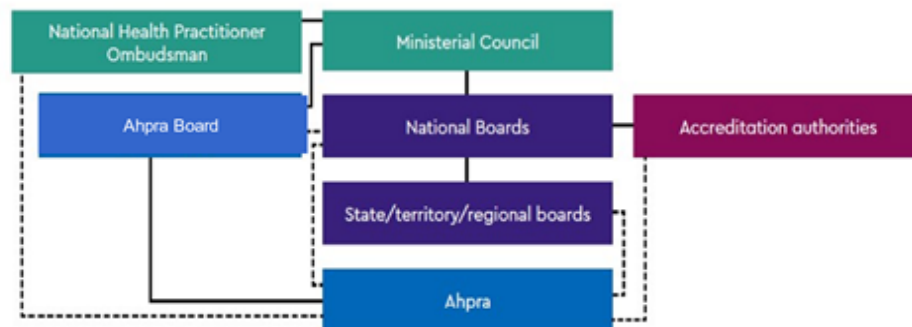 National Health Practitioner
Ombudsman
Ministerial Council
Ahpra Board
National Boards
Accreditation authorities
State/territory/regional boards
Ahpra